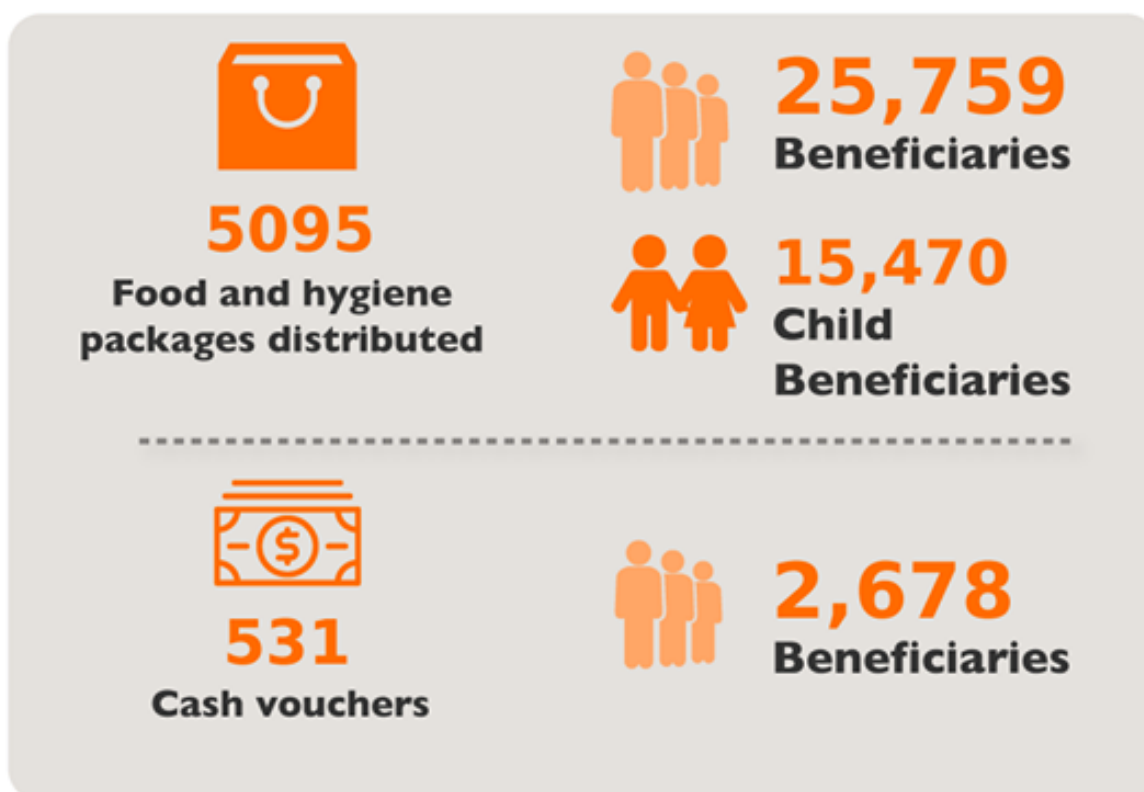 5095
Food and hygiene
packages distributed
25,759
Beneficiaries
15,470
Child
Beneficiaries
$
531
Cash vouchers
2,678
Beneficiaries